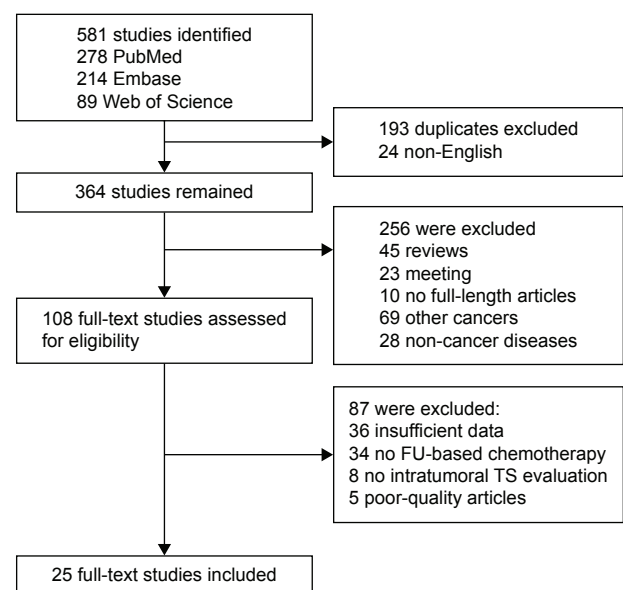 581 studies identified
278 PubMed
214 Embase
89 Web of Science
193 duplicates excluded
24 non-English
364 studies remained
256 were excluded
45 reviews
23 meeting
10 no full-length articles
69 other cancers
28 non-cancer diseases
108 full-text studies assessed
for eligibility
87 were excluded:
36 insufficient data
34 no FU-based chemotherapy
8 no intratumoral TS evaluation
5 poor-quality articles
25 full-text studies included